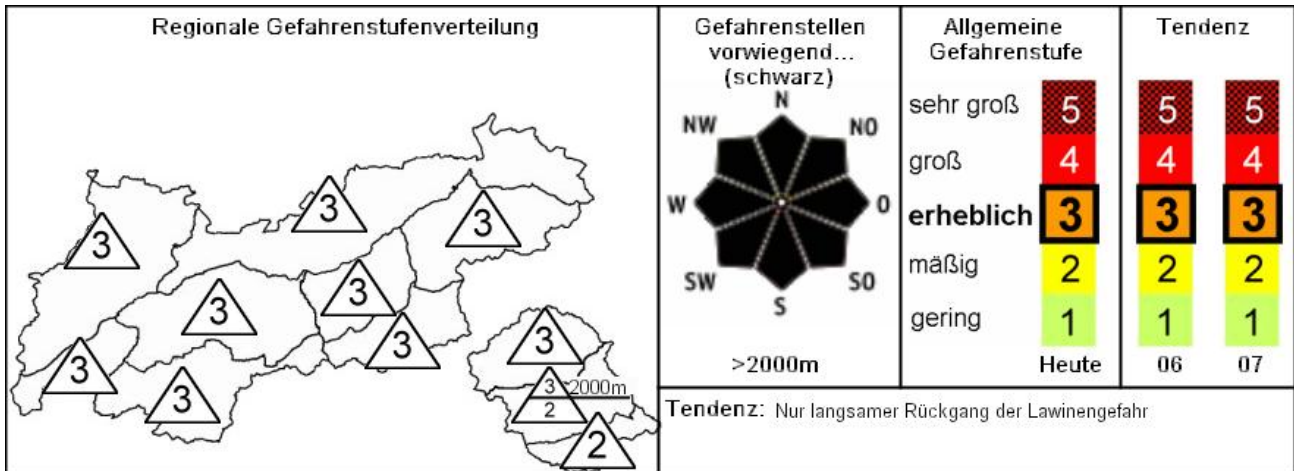 Regionale Gefahrenstufenverteilung
3
3
3
3
3
3
3
3
3
3
2000m
2
2
Gefahrenstellen
vorwiegend...
(schwarz)
N
NW
NO
W
O
SW
SO
S
>2000m
Allgemeine
Gefahrenstufe
Tendenz
sehr groß 5 5 5
groß 4 4 4
erheblich 3 3 3
mäßig 2 2 2
gering 1 1 1
Heute 06 07
Tendenz: Nur langsamer Rückgang der Lawinengefahr